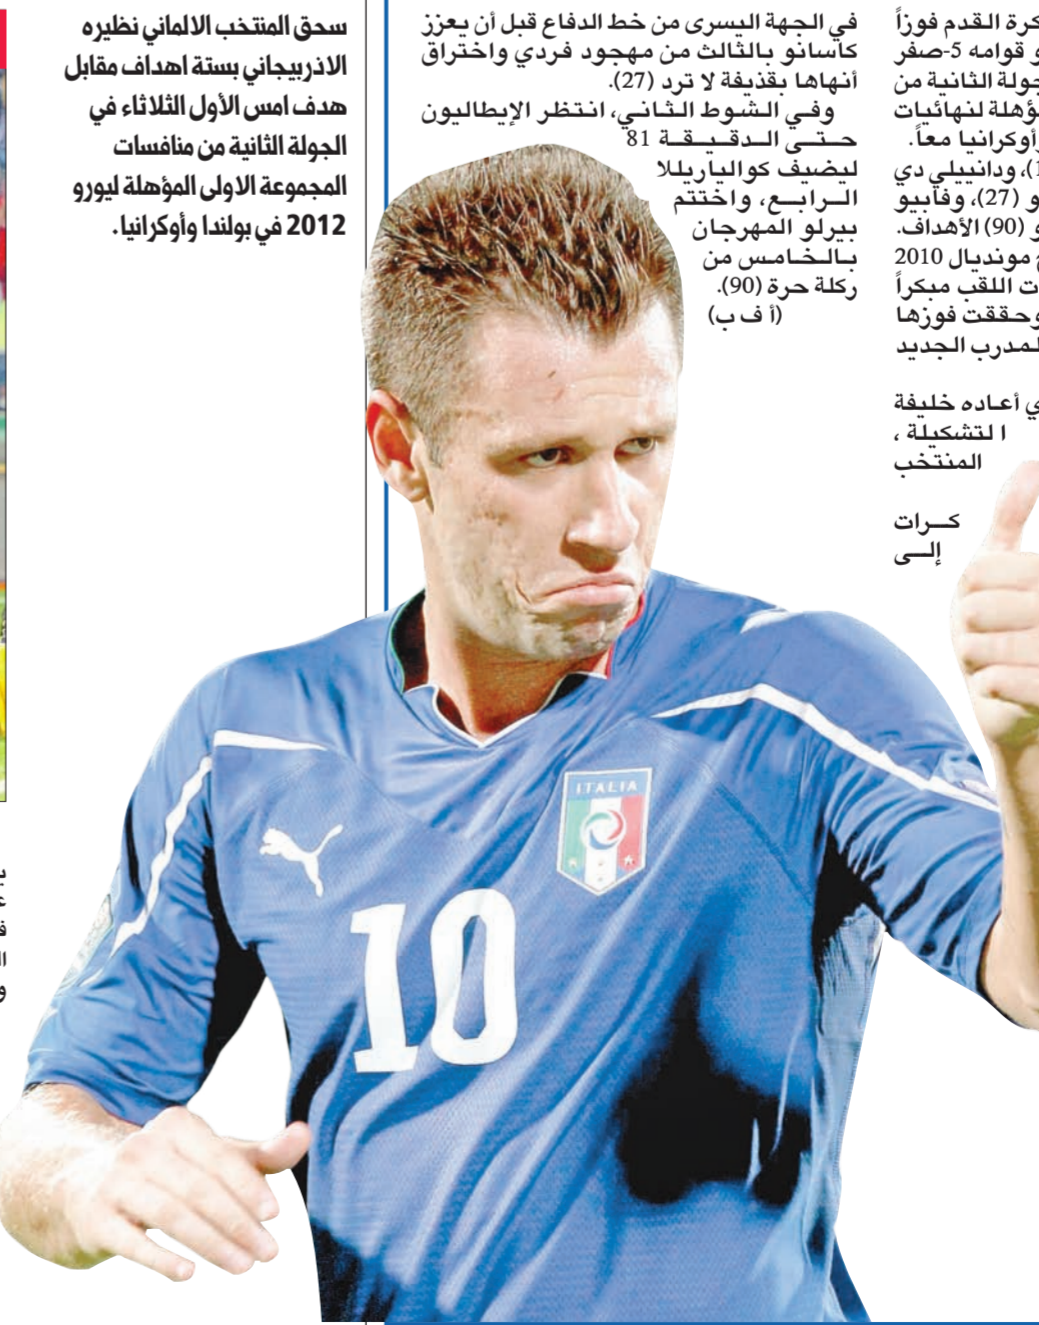 كرة القدم فوزاً
و قوامه 5-صفر
جولة الثانية من
ؤهلة لنهائيات
أوكرانيا معاً.
ودانييلي دي
و (27)، وفابيو
و (90) الأهداف.
مونديال 2010
ت اللقب مبكراً
وحققت فوزها
لمدرب الجديد
ي أعاده خليفة
ا لتشكيلة ،
المنتخب
كرات
إلى
في الجهة اليسرى من خط الدفاع قبل أن يعزز
كاسانو بالثالث من مجهود فردي واختراق
أنهاها بقذيفة لا ترد (27).
وفي الشوط الثاني، انتظر الإيطاليون
حتى الدقيقة 81
ليضيف كوالياريللا
الرابع، واختتم
بيرلو المهرجان
بالخامس من
ركلة حرة (90).
(أ ف ب)
سحق المنتخب الالماني نظيره
الاذربيجاني بستة اهداف مقابل
هدف امس الأول الثلاثاء في
الجولة الثانية من منافسات
المجموعة الاولى المؤهلة ليورو
2012 في بولندا وأوكرانيا.
ITALIA
10